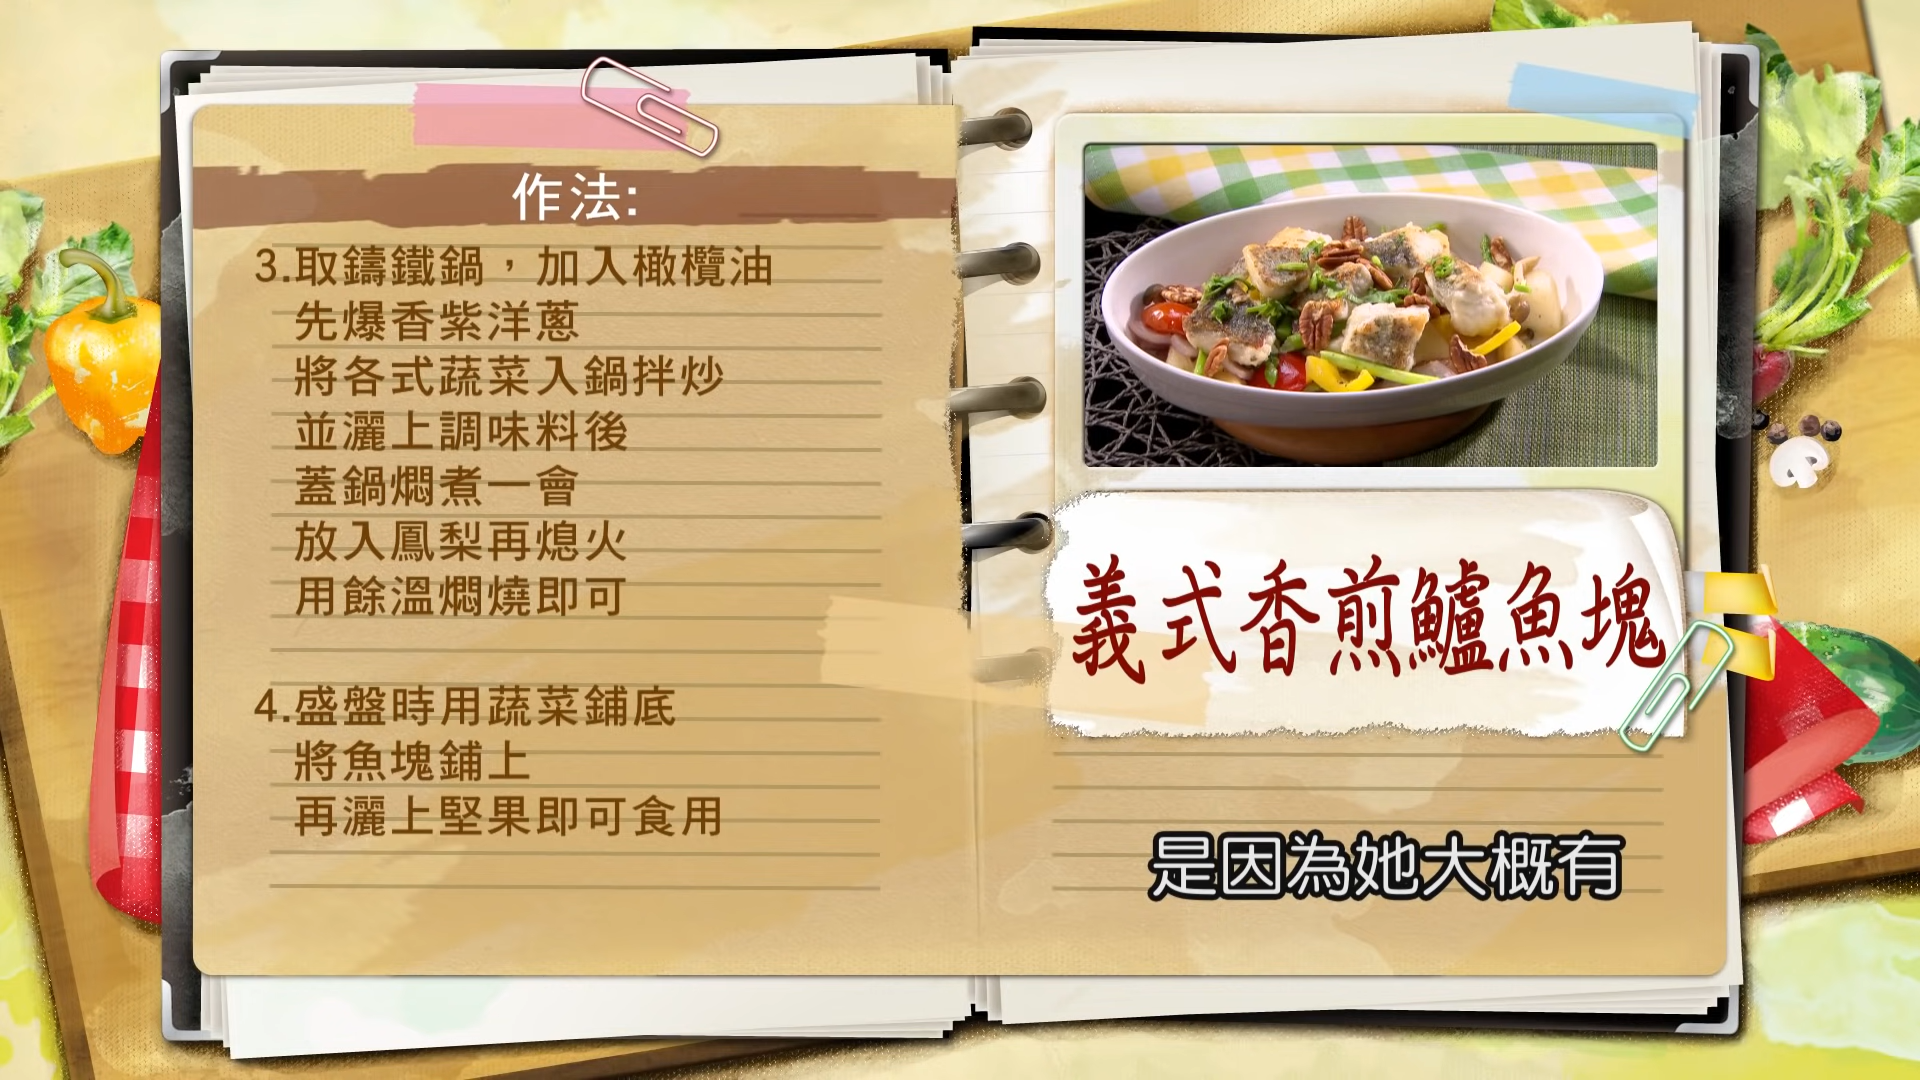 作法:
3.取鑄鐵鍋，加入橄欖油
先爆香紫洋蔥
將各式蔬菜入鍋拌炒
並灑上調味料後
蓋鍋燜煮一會
放入鳳梨再熄火
用餘溫燜燒即可
4.盛盤時用蔬菜鋪底
將魚塊鋪上
再灑上堅果即可食用
義式香煎鱸魚塊
是因為她大概有